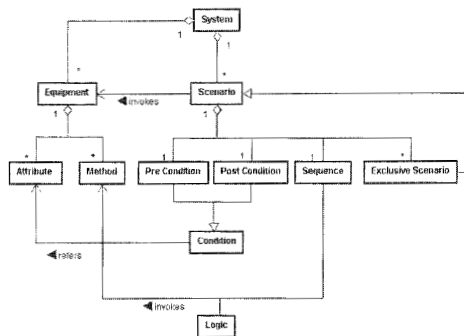 System
1
1
*
*
Equipment
Scenario
invokes
1
1
*
*
1
1
1
*
Attribute
Method
Pre Condition
Post Condition
Sequence
Exclusive Scenario
Condition
refers
invokes
Logic